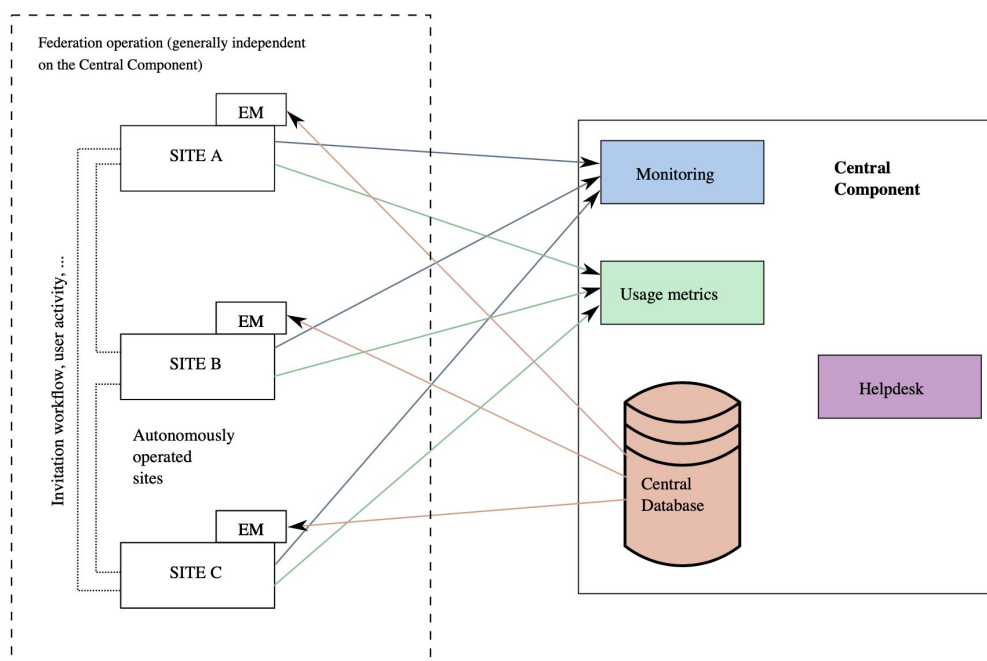 Federation operation (generally independent
on the Central Component)
EM
SITE A
Monitoring
Central
Component
Usage metrics
EM
SITE B
Invitation workflow, user activity, ...
Helpdesk
Autonomously
operated
sites
Central
Database
EM
SITE C